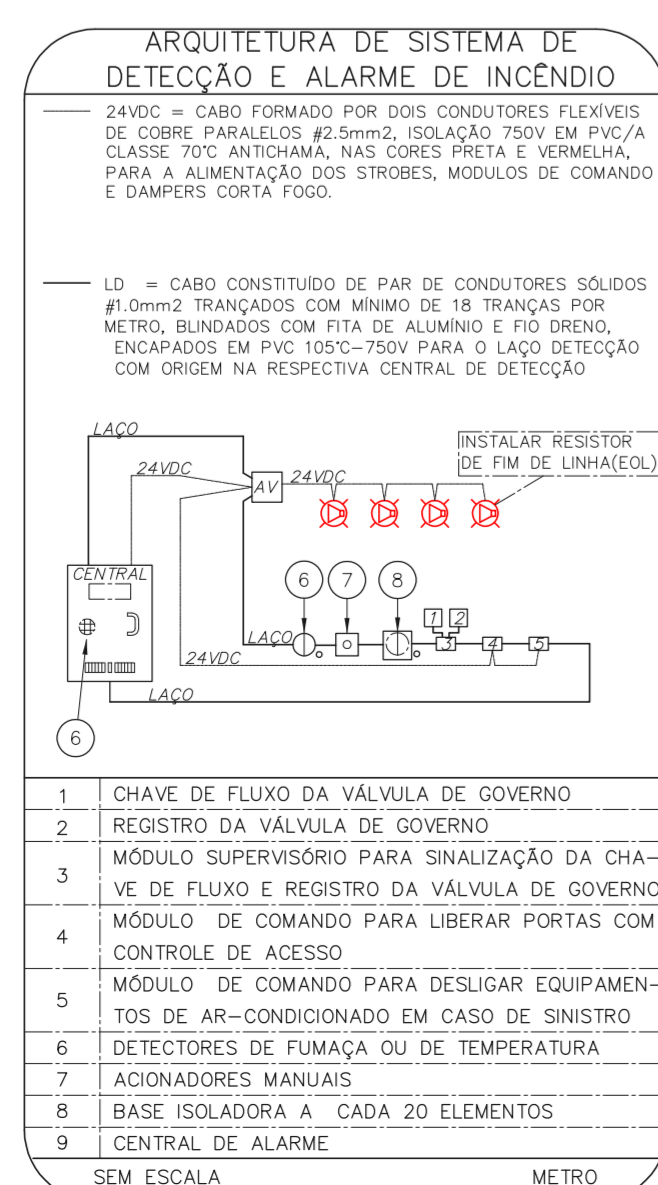 ARQUITETURA DE SISTEMA DE
DETECÇÃO E ALARME DE INCÊNDIO
24VDC = CABO FORMADO POR DOIS CONDUTORES FLEXÍVEIS
DE COBRE PARALELOS #2.5mm2, ISOLAÇÃO 750V EM PVC/A
CLASSE 70°C ANTICHAMA, NAS CORES PRETA E VERMELHA,
PARA A ALIMENTAÇÃO DOS STROBES, MODULOS DE COMANDO
E DAMPERS CORTA FOGO.
LD = CABO CONSTITUÍDO DE PAR DE CONDUTORES SÓLIDOS
#1.0mm2 TRANÇADOS COM MÍNIMO DE 18 TRANÇAS POR
METRO, BLINDADOS COM FITA DE ALUMÍNIO E FIO DRENO,
ENCAPADOS EM PVC 105°C-750V PARA O LAÇO DETECÇÃO
COM ORIGEM NA RESPECTIVA CENTRAL DE DETECÇÃO
LAÇO
INSTALAR RESISTOR
DE FIM DE LINHA(EOL)
24VDC
AV
24VDC
CENTRAL
6
7
8
1
2
LAÇO
3
4
5
24VDC
LAÇO
6
1 CHAVE DE FLUXO DA VÁLVULA DE GOVERNO
2 REGISTRO DA VÁLVULA DE GOVERNO
3 MÓDULO SUPERVISÓRIO PARA SINALIZAÇÃO DA CHA-
VE DE FLUXO E REGISTRO DA VÁLVULA DE GOVERNO
4 MÓDULO DE COMANDO PARA LIBERAR PORTAS COM
CONTROLE DE ACESSO
5 MÓDULO DE COMANDO PARA DESLIGAR EQUIPAMEN-
TOS DE AR-CONDICIONADO EM CASO DE SINISTRO
6 DETECTORES DE FUMAÇA OU DE TEMPERATURA
7 ACIONADORES MANUAIS
8 BASE ISOLADORA A CADA 20 ELEMENTOS
9 CENTRAL DE ALARME
SEM ESCALA METRO